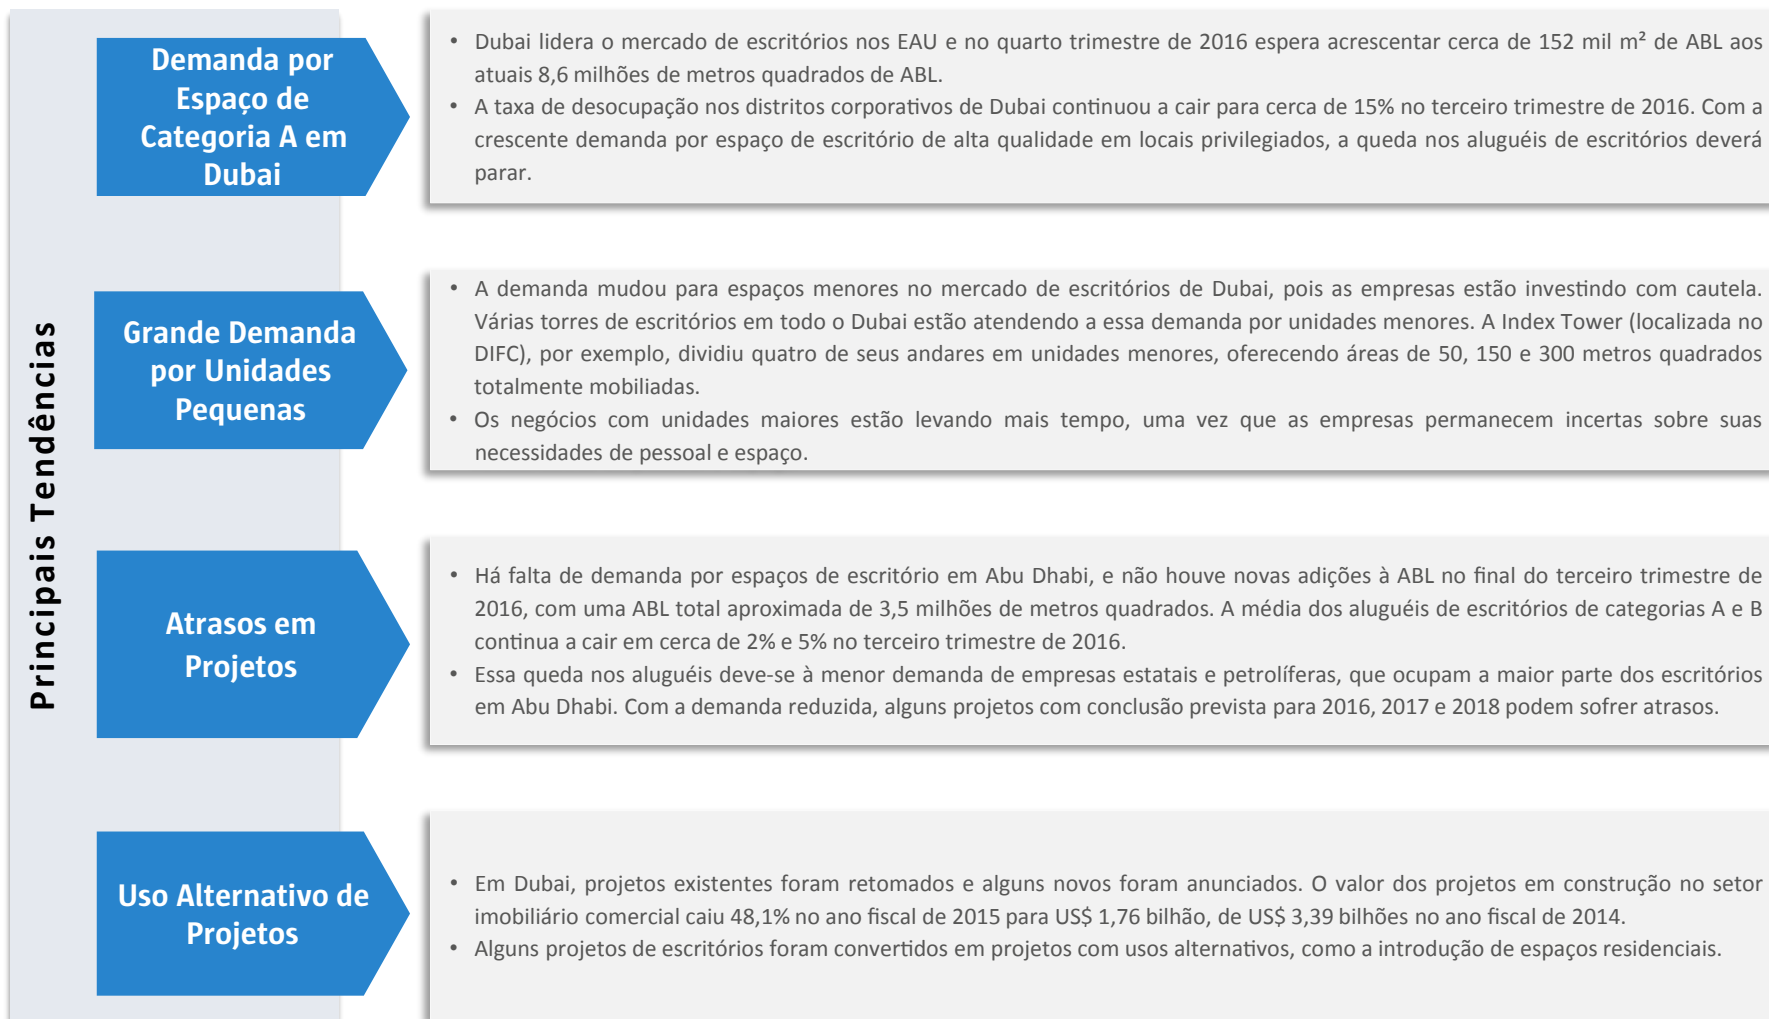 Principais Tendências
Demanda por
Espaço de
Categoria A em
Dubai
• Dubai lidera o mercado de escritórios nos EAU e no quarto trimestre de 2016 espera acrescentar cerca de 152 mil m² de ABL aos
atuais 8,6 milhões de metros quadrados de ABL.
• A taxa de desocupação nos distritos corporativos de Dubai continuou a cair para cerca de 15% no terceiro trimestre de 2016. Com a
crescente demanda por espaço de escritório de alta qualidade em locais privilegiados, a queda nos aluguéis de escritórios deverá
parar.
Grande Demanda
por Unidades
Pequenas
• A demanda mudou para espaços menores no mercado de escritórios de Dubai, pois as empresas estão investindo com cautela.
Várias torres de escritórios em todo o Dubai estão atendendo a essa demanda por unidades menores. A Index Tower (localizada no
DIFC), por exemplo, dividiu quatro de seus andares em unidades menores, oferecendo áreas de 50, 150 e 300 metros quadrados
totalmente mobiliadas.
• Os negócios com unidades maiores estão levando mais tempo, uma vez que as empresas permanecem incertas sobre suas
necessidades de pessoal e espaço.
Atrasos em
Projetos
• Há falta de demanda por espaços de escritório em Abu Dhabi, e não houve novas adições à ABL no final do terceiro trimestre de
2016, com uma ABL total aproximada de 3,5 milhões de metros quadrados. A média dos aluguéis de escritórios de categorias A e B
continua a cair em cerca de 2% e 5% no terceiro trimestre de 2016.
• Essa queda nos aluguéis deve-se à menor demanda de empresas estatais e petrolíferas, que ocupam a maior parte dos escritórios
em Abu Dhabi. Com a demanda reduzida, alguns projetos com conclusão prevista para 2016, 2017 e 2018 podem sofrer atrasos.
Uso Alternativo de
Projetos
• Em Dubai, projetos existentes foram retomados e alguns novos foram anunciados. O valor dos projetos em construção no setor
imobiliário comercial caiu 48,1% no ano fiscal de 2015 para US$ 1,76 bilhão, de US$ 3,39 bilhões no ano fiscal de 2014.
• Alguns projetos de escritórios foram convertidos em projetos com usos alternativos, como a introdução de espaços residenciais.